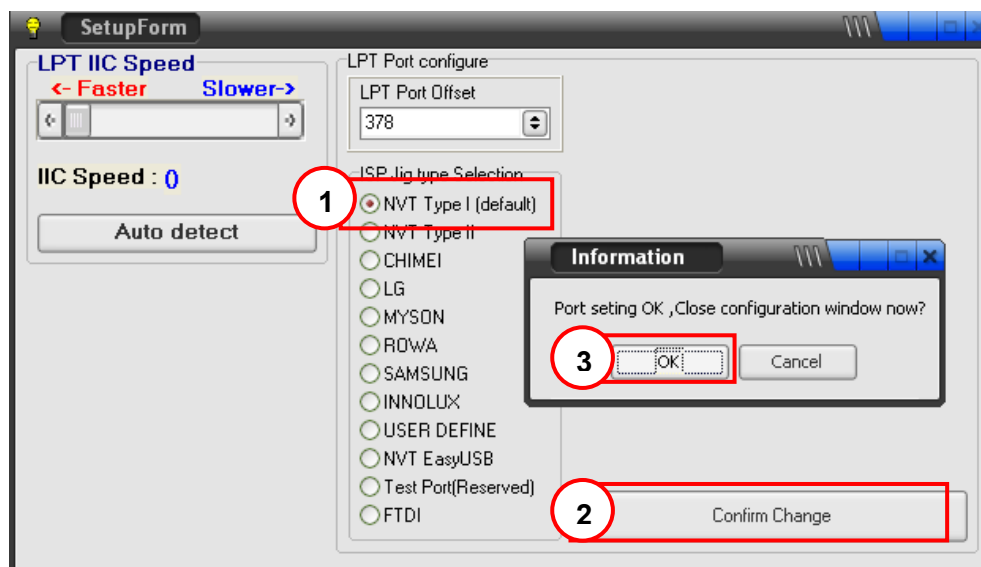 SetupForm
LPT IIC Speed
<- Faster Slower->
IIC Speed : 0
Auto detect
LPT Port configure
LPT Port Offset
378
ISP Jig type Selection
1
NVT Type I (default)
NVT Type II
CHIMEI
LG
MYSON
ROWA
SAMSUNG
INNOLUX
USER DEFINE
NVT EasyUSB
Test Port(Reserved)
FTDI
Information
Port seting OK ,Close configuration window now?
3
OK
Cancel
2
Confirm Change